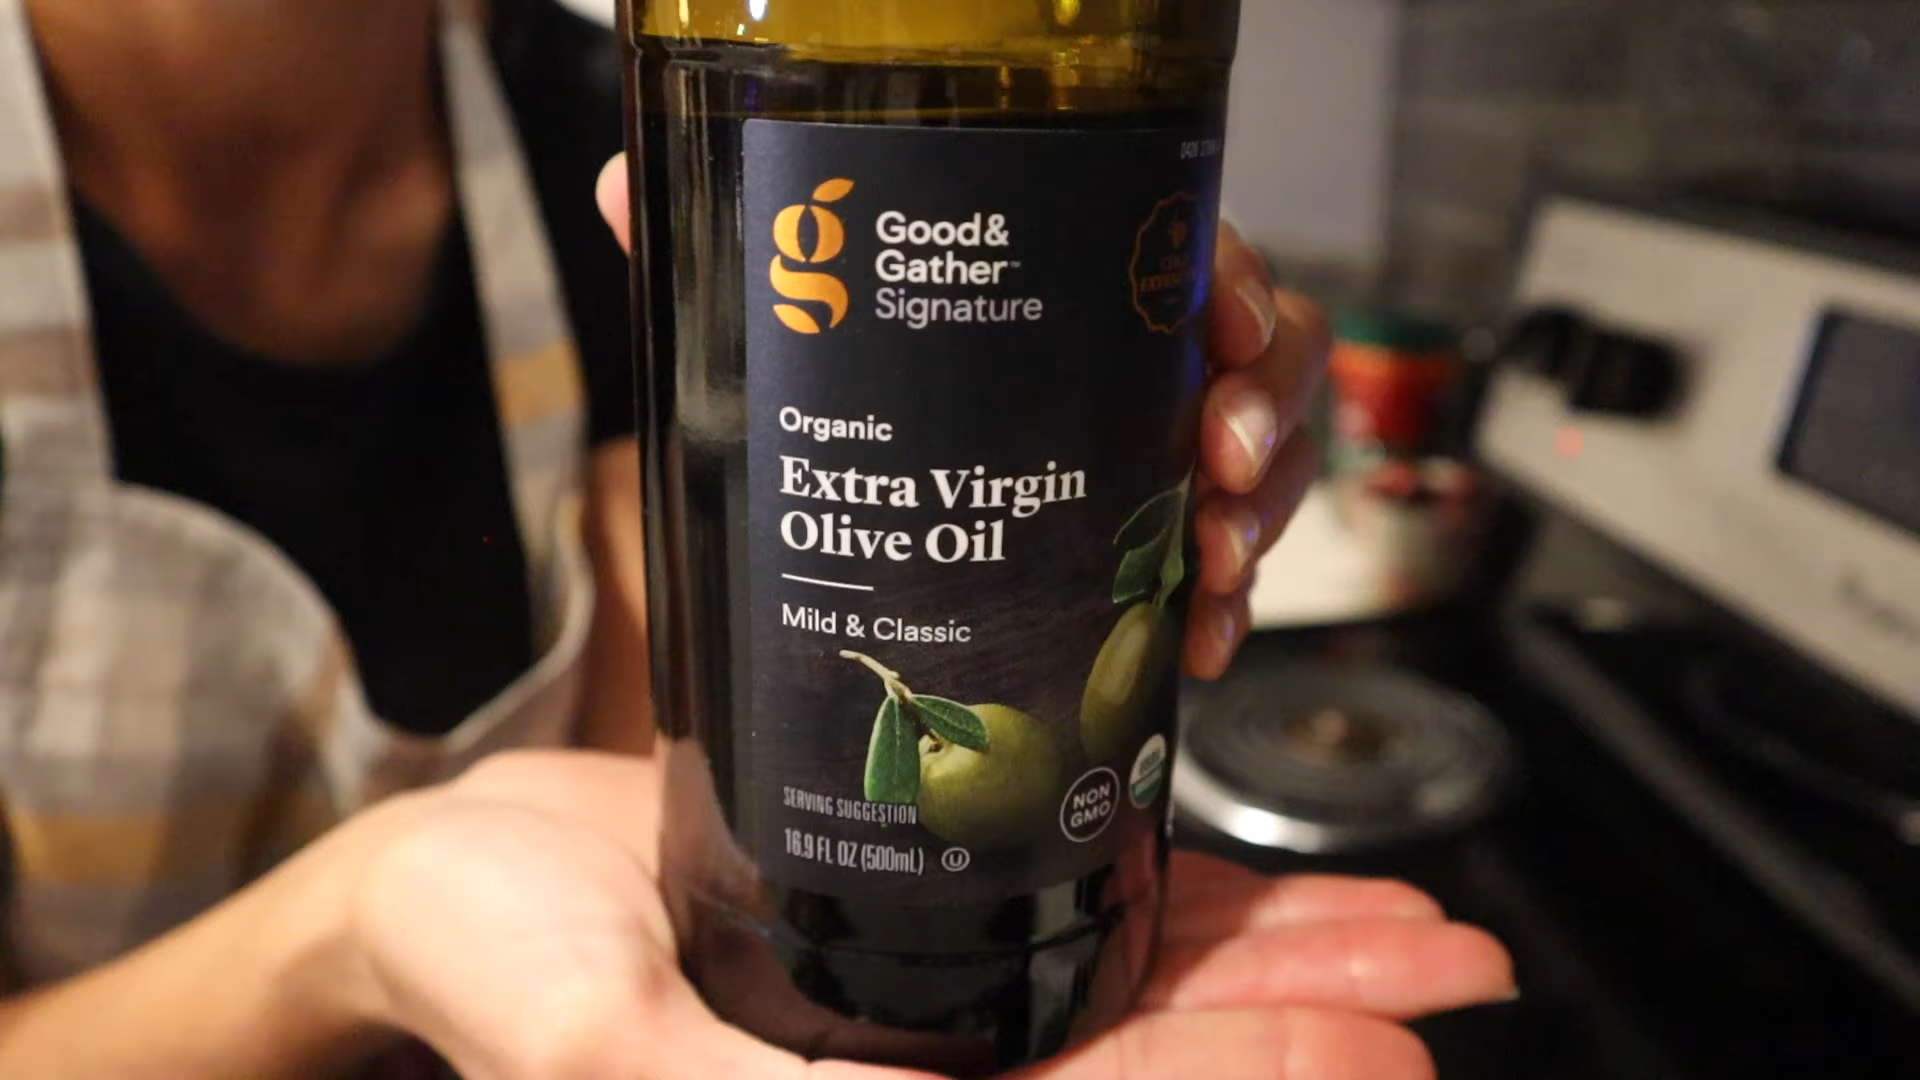 Good&
Gather™
Signature
Organic
Extra Virgin
Olive Oil
Mild & Classic
SERVING SUGGESTION
NON
GMO
16.9 FL OZ (500mL)
U